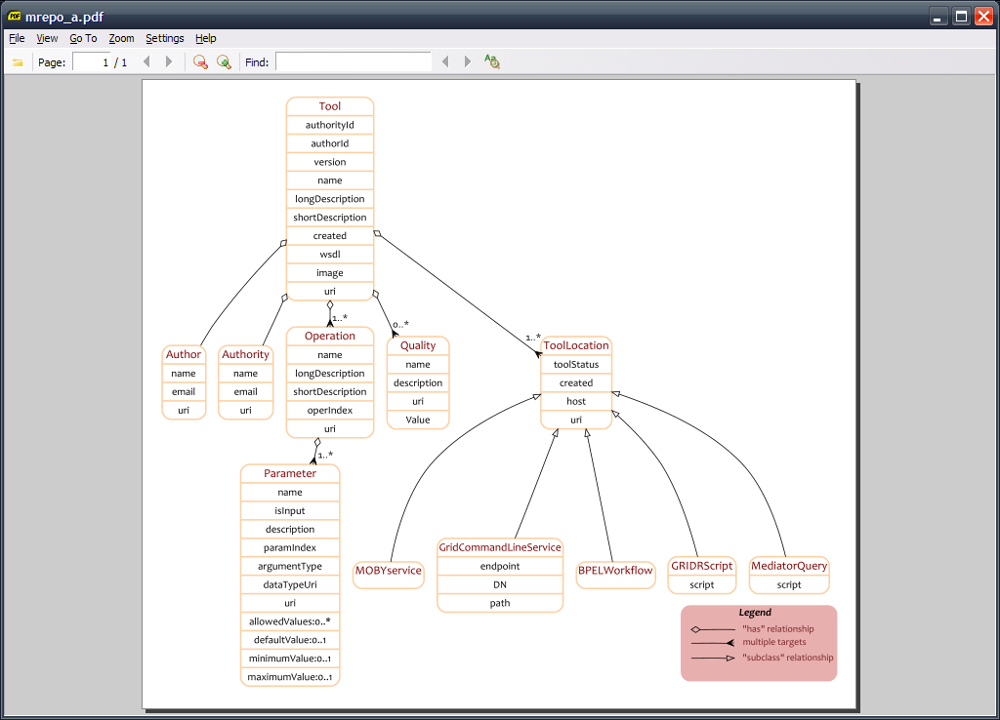 mrepo_a.pdf
File View Go To Zoom Settings Help
Page: 1 / 1 Find:
Tool
authorityId
authorId
version
name
longDescription
shortDescription
created
wsdl
image
uri
1..*
0..*
1..*
Author
name
email
uri
Authority
name
email
uri
Operation
name
longDescription
shortDescription
operIndex
uri
Quality
name
description
uri
Value
ToolLocation
toolStatus
created
host
uri
1..*
Parameter
name
isInput
description
paramIndex
argumentType
dataTypeUri
uri
allowedValues:0..*
defaultValue:0..1
minimumValue:0..1
maximumValue:0..1
MOBYservice
GridCommandLineService
endpoint
DN
path
BPELWorkflow
GRIDRScript
script
MediatorQuery
script
Legend
"has" relationship
multiple targets
"subclass" relationship